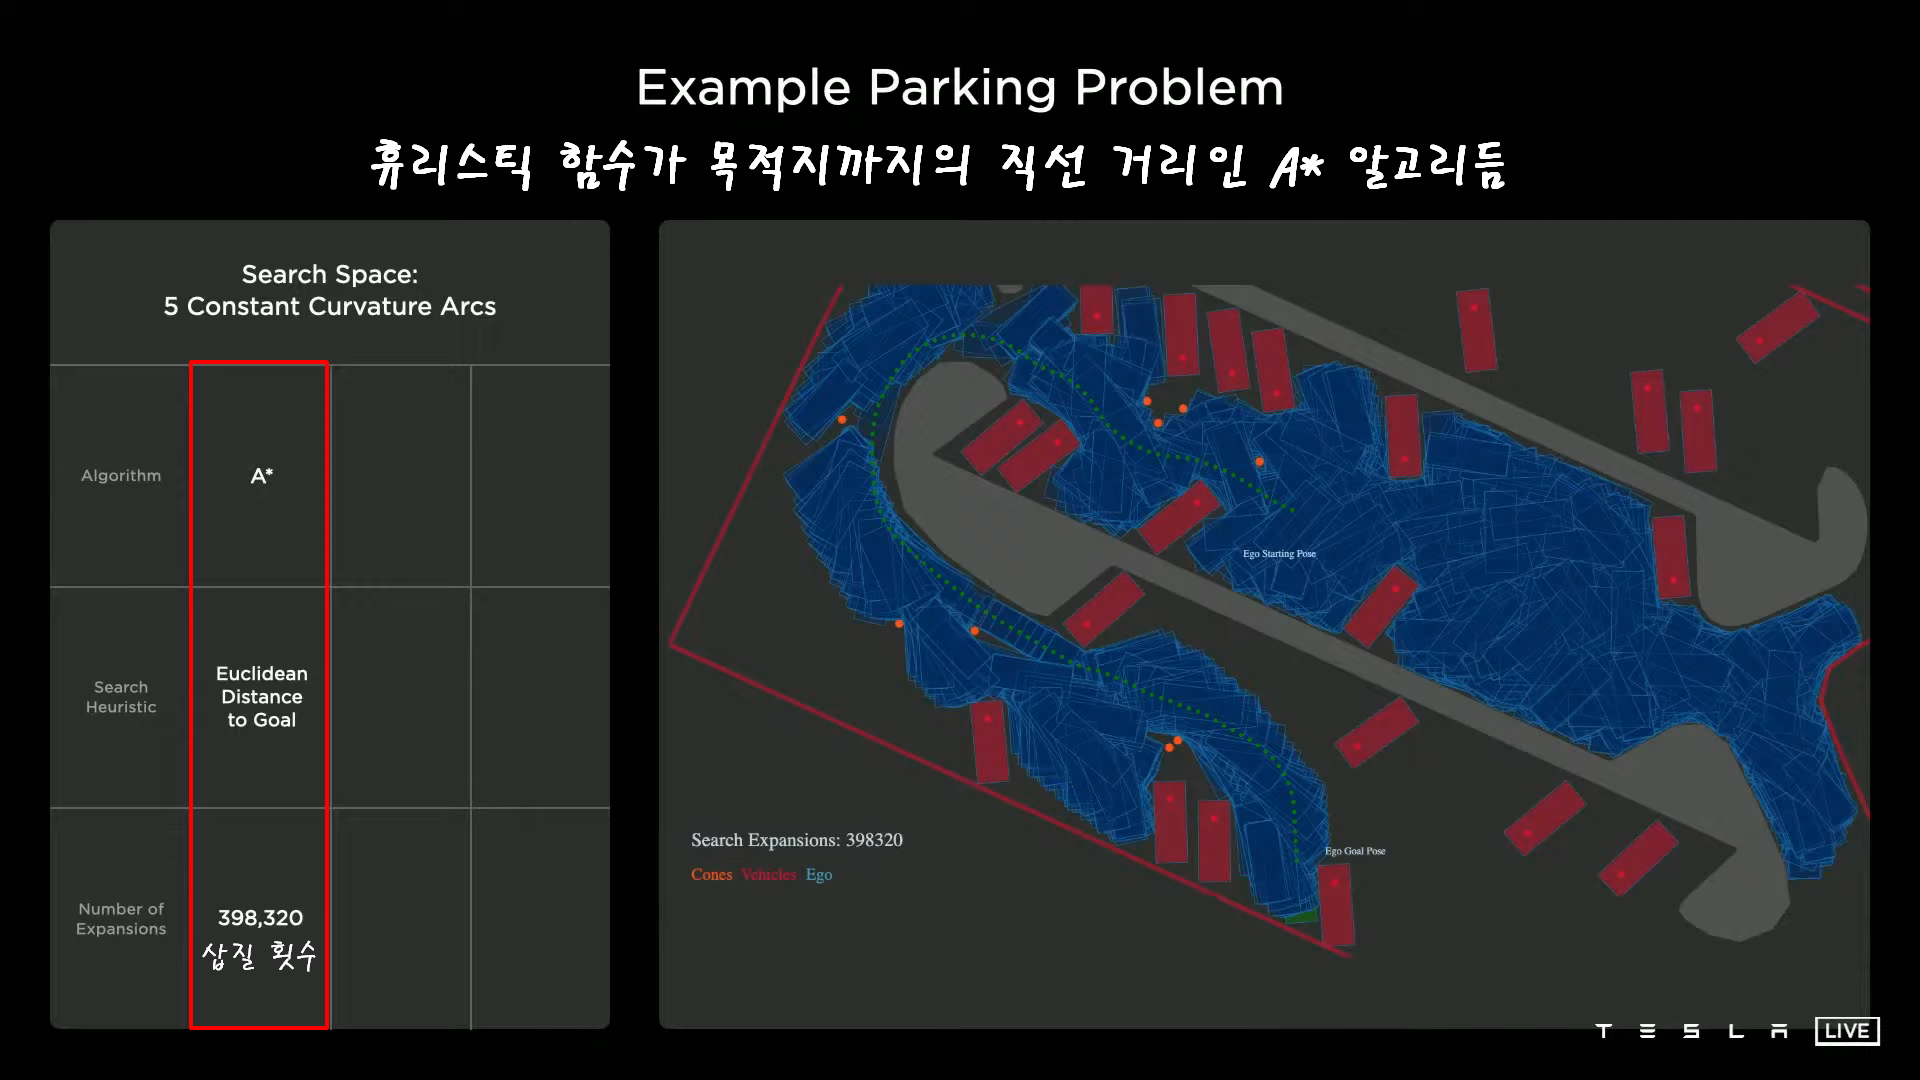 Example Parking Problem
휴리스틱 함수가 목적지까지의 직선 거리인 A* 알고리듬
Search Space:
5 Constant Curvature Arcs
Algorithm
A*
Search
Heuristic
Euclidean
Distance
to Goal
Number of
Expansions
398,320
삽질 횟수
Ego Starting Pose
Ego Goal Pose
Search Expansions: 398320
Cones Vehicles Ego
TESLA LIVE